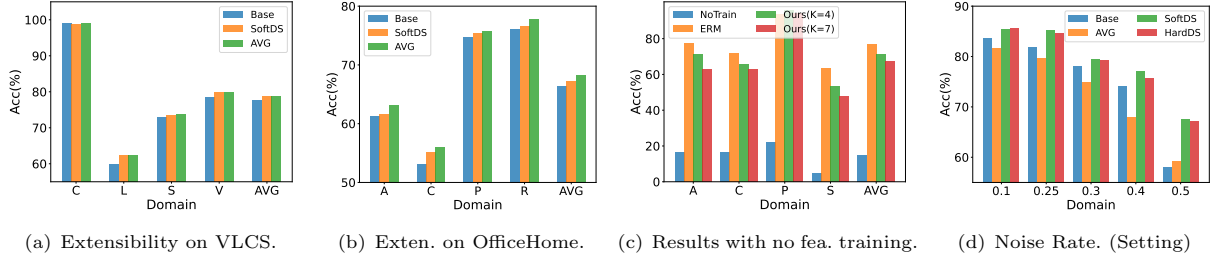 100
90
80
70
60
Acc(%)
Base
SoftDS
AVG
C L S V AVG
Domain
(a) Extensibility on VLCS.
80
70
60
50
Acc(%)
Base
SoftDS
AVG
A C P R AVG
Domain
(b) Exten. on OfficeHome.
80
60
40
20
0
Acc(%)
NoTrain Ours(K=4)
ERM Ours(K=7)
A C P S AVG
Domain
(c) Results with no fea. training.
90
80
70
60
Acc(%)
Base SoftDS
AVG HardDS
0.1 0.25 0.3 0.4 0.5
Domain
(d) Noise Rate. (Setting)